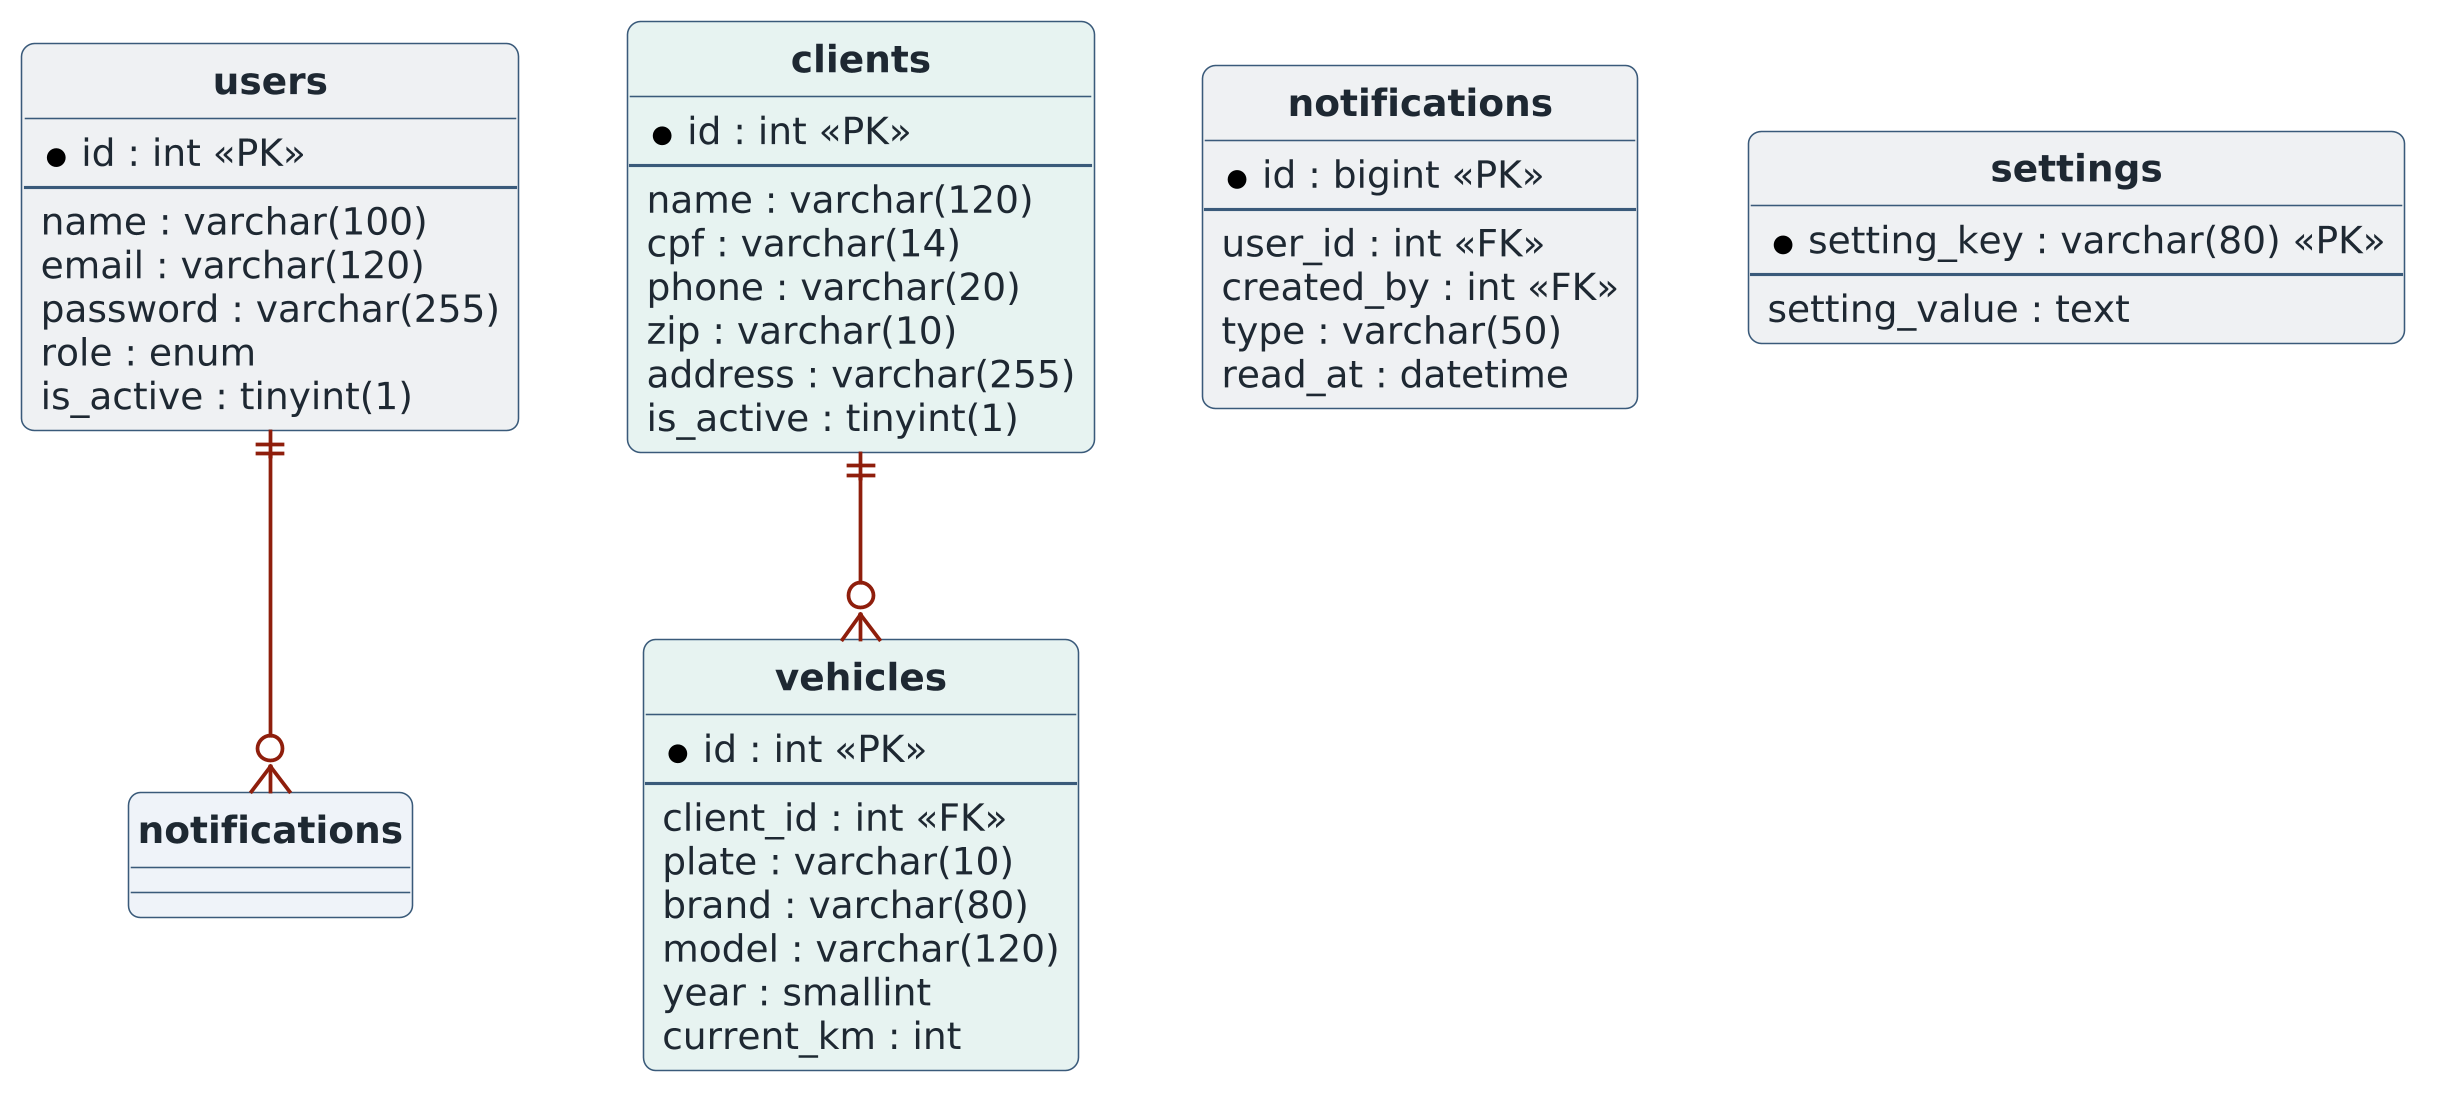 users
id : int «PK»
name : varchar(100)
email : varchar(120)
password : varchar(255)
role : enum
is_active : tinyint(1)
clients
id : int «PK»
name : varchar(120)
cpf : varchar(14)
phone : varchar(20)
zip : varchar(10)
address : varchar(255)
is_active : tinyint(1)
notifications
id : bigint «PK»
user_id : int «FK»
created_by : int «FK»
type : varchar(50)
read_at : datetime
settings
setting_key : varchar(80) «PK»
setting_value : text
notifications
vehicles
id : int «PK»
client_id : int «FK»
plate : varchar(10)
brand : varchar(80)
model : varchar(120)
year : smallint
current_km : int